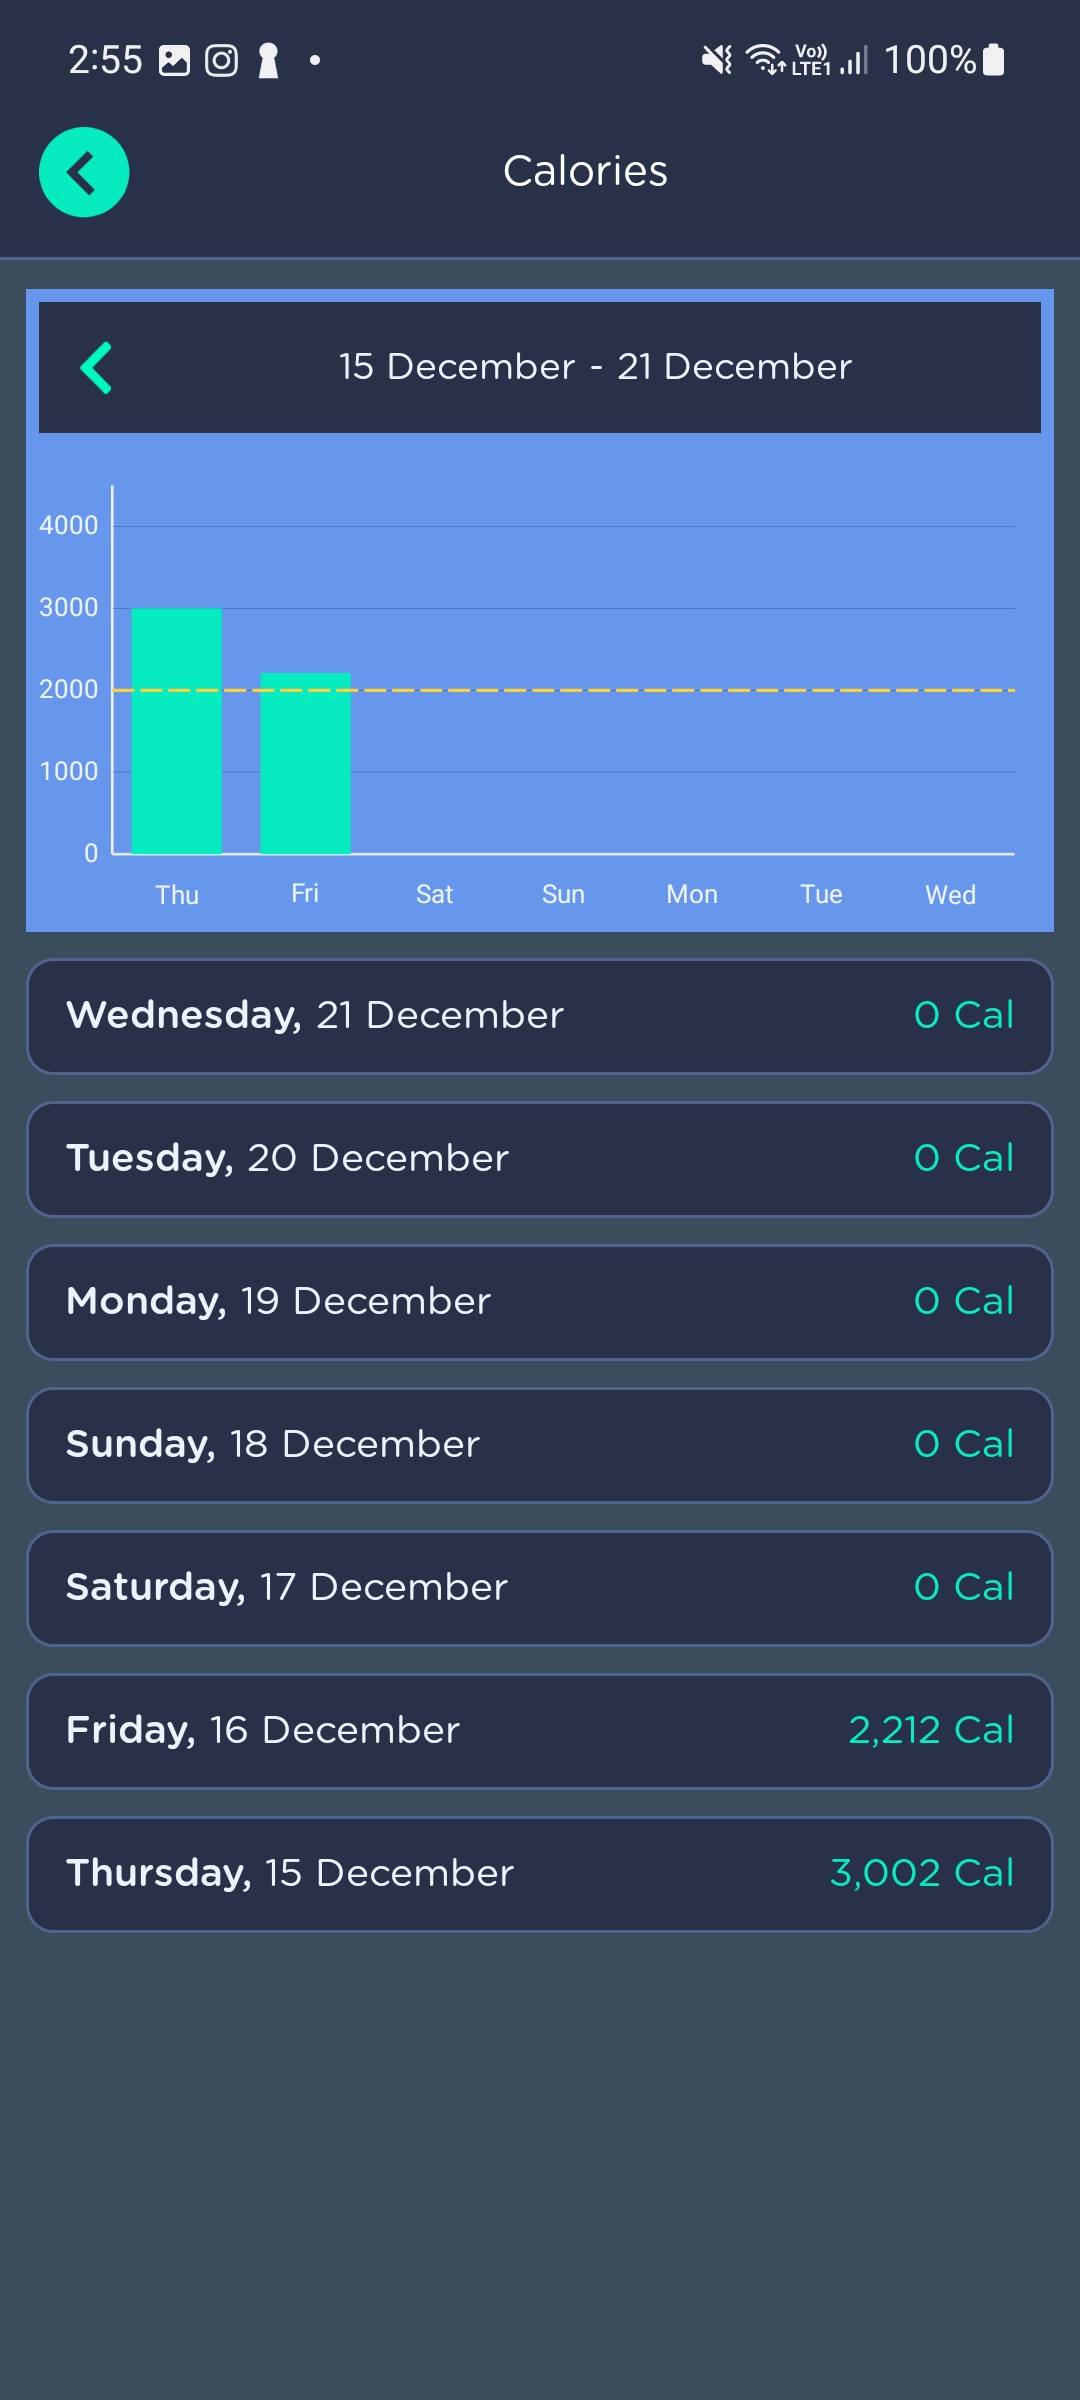 2:55 Vo)) LTE1 100%
Calories
15 December - 21 December
4000
3000
2000
1000
0
Thu Fri Sat Sun Mon Tue Wed
Wednesday, 21 December 0 Cal
Tuesday, 20 December 0 Cal
Monday, 19 December 0 Cal
Sunday, 18 December 0 Cal
Saturday, 17 December 0 Cal
Friday, 16 December 2,212 Cal
Thursday, 15 December 3,002 Cal